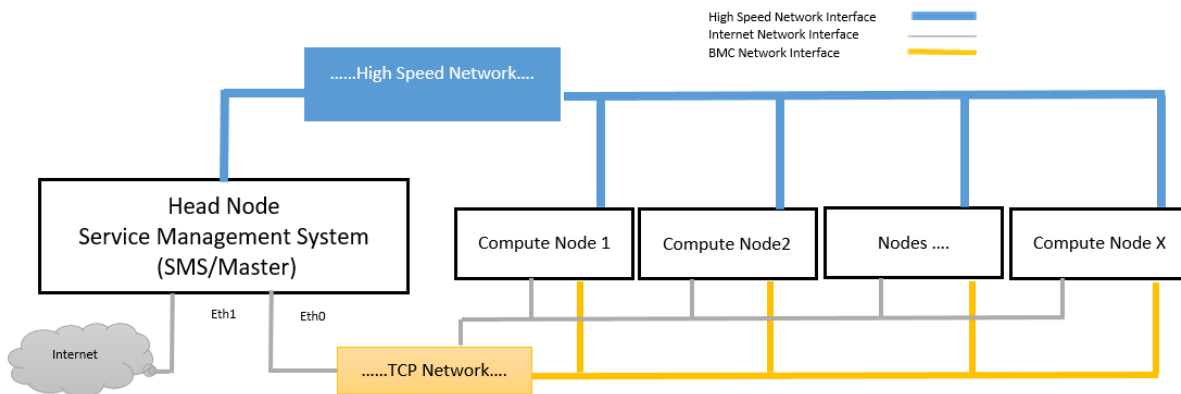 High Speed Network Interface
Internet Network Interface
BMC Network Interface
......High Speed Network....
Head Node
Service Management System
(SMS/Master)
Compute Node 1
Compute Node2
Nodes ....
Compute Node X
Eth1
Eth0
Internet
......TCP Network....